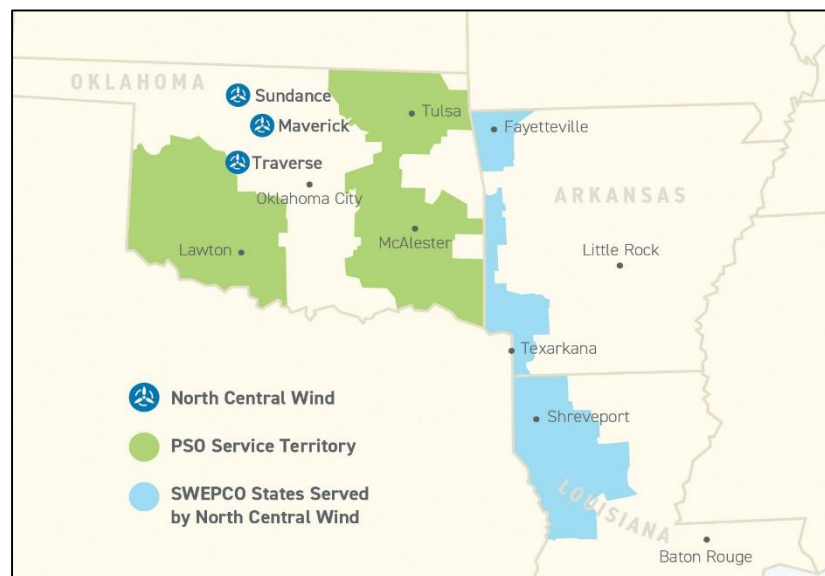 OKLAHOMA
Sundance
Maverick
Traverse
Tulsa
Oklahoma City
Lawton
McAlester
Fayetteville
ARKANSAS
Little Rock
Texarkana
Shreveport
LOUISIANA
Baton Rouge
North Central Wind
PSO Service Territory
SWEPCO States Served
by North Central Wind